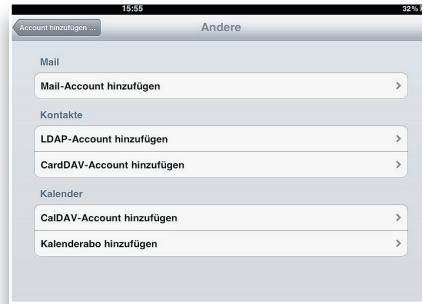 15:55
32%
Account hinzufügen ...
Andere
Mail
Mail-Account hinzufügen
Kontakte
LDAP-Account hinzufügen
CardDAV-Account hinzufügen
Kalender
CalDAV-Account hinzufügen
Kalenderabo hinzufügen